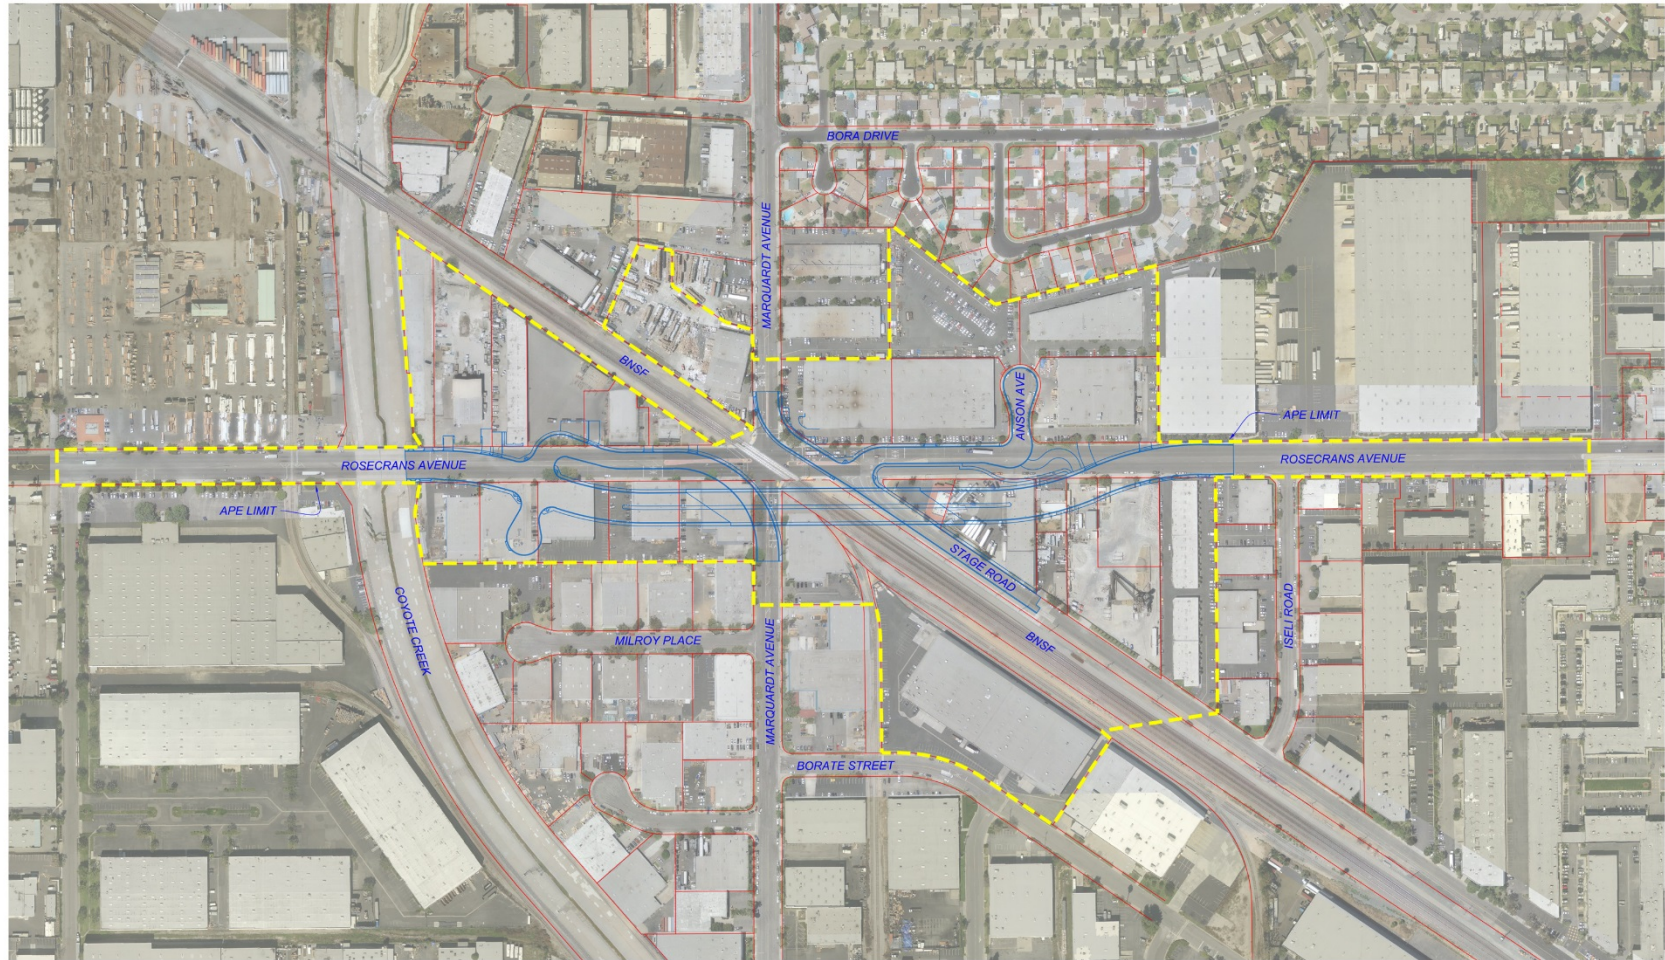 BORA DRIVE
MARQUARDT AVENUE
BNSF
ANSON AVE
APE LIMIT
ROSECRANS AVENUE
ROSECRANS AVENUE
APE LIMIT
STAGE ROAD
COYOTE CREEK
ISELI ROAD
MILROY PLACE
BNSF
MARQUARDT AVENUE
BORATE STREET